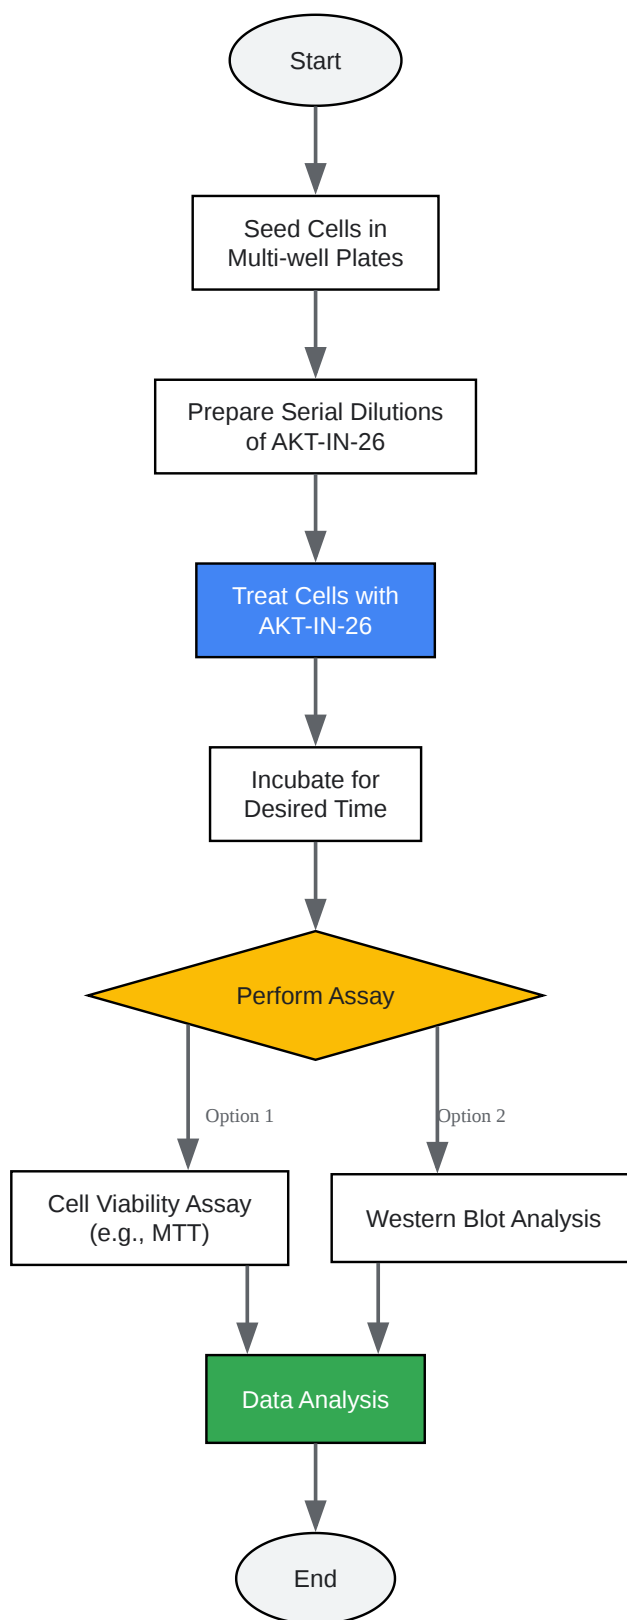 Start
Seed Cells in
Multi-well Plates
Prepare Serial Dilutions
of AKT-IN-26
Treat Cells with
AKT-IN-26
Incubate for
Desired Time
Perform Assay
Option 1
Option 2
Cell Viability Assay
(e.g., MTT)
Western Blot Analysis
Data Analysis
End